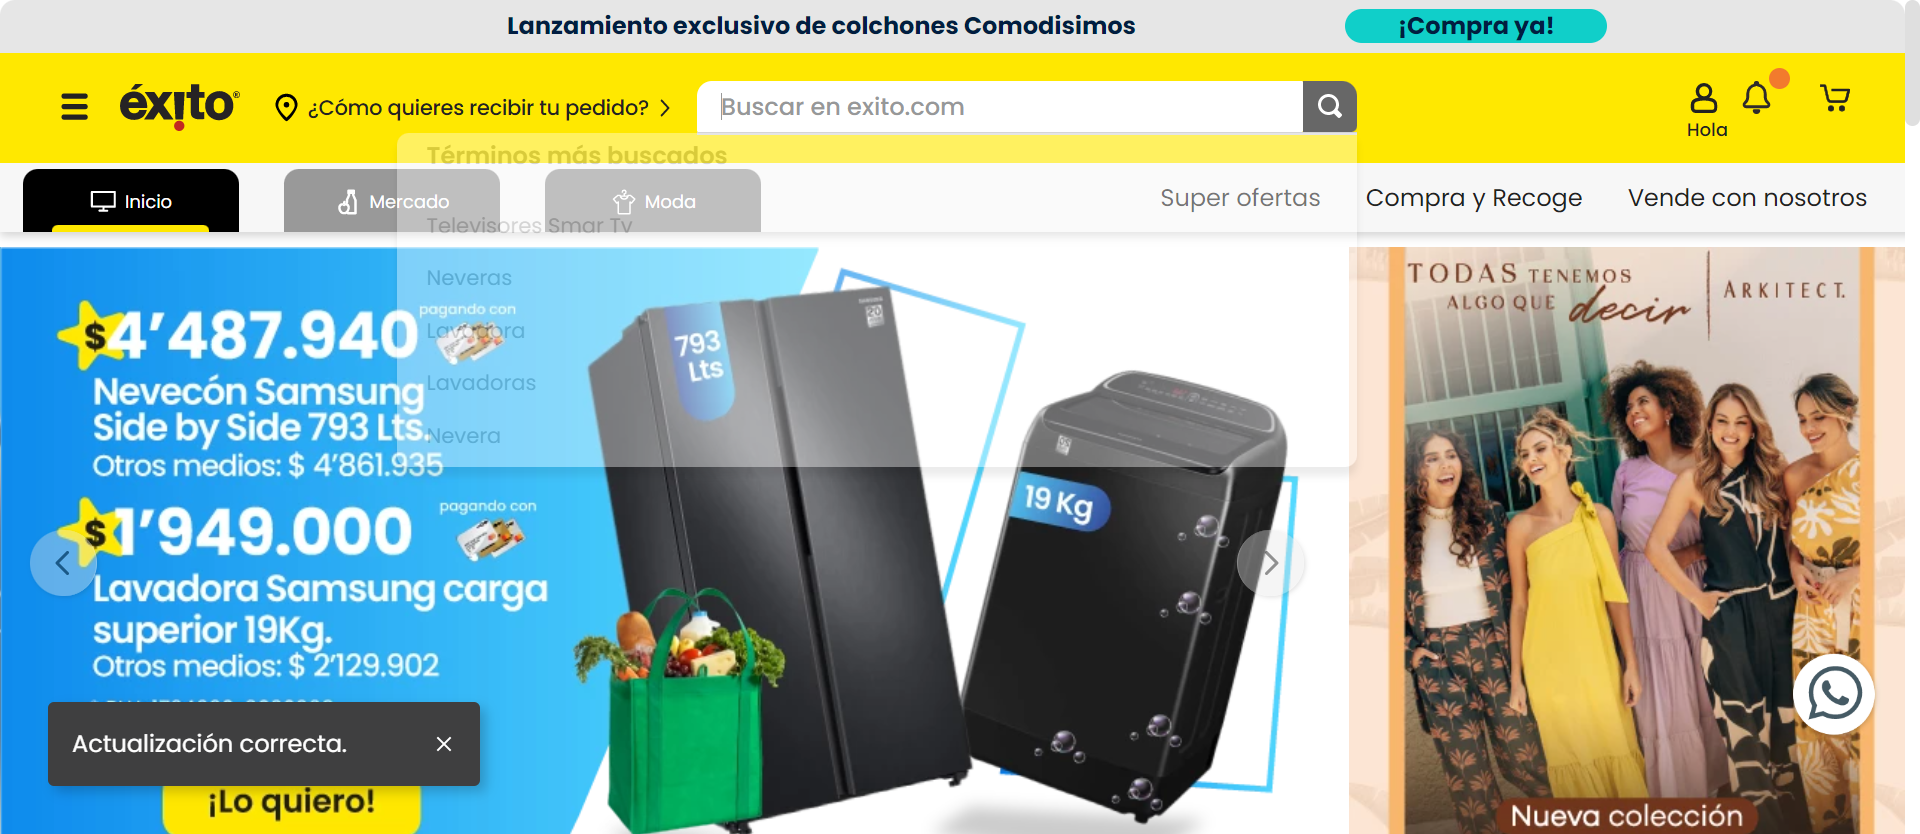 Lanzamiento exclusivo de colchones Comodisimos
¡Compra ya!
éxito®
¿Cómo quieres recibir tu pedido?
Buscar en exito.com
Hola
Términos más buscados
Televisores Smar Tv
Neveras
Lavadora
Lavadoras
Nevera
Inicio
Mercado
Moda
Super ofertas
Compra y Recoge
Vende con nosotros
$4’487.940
pagando con
Nevecón Samsung
Side by Side 793 Lts.
Otros medios: $ 4’861.935
$1’949.000
pagando con
Lavadora Samsung carga
superior 19Kg.
Otros medios: $ 2’129.902
793
Lts
19 Kg
Actualización correcta.
¡Lo quiero!
TODAS TENEMOS
ALGO QUE decir
ARKITECT.
Nueva colección